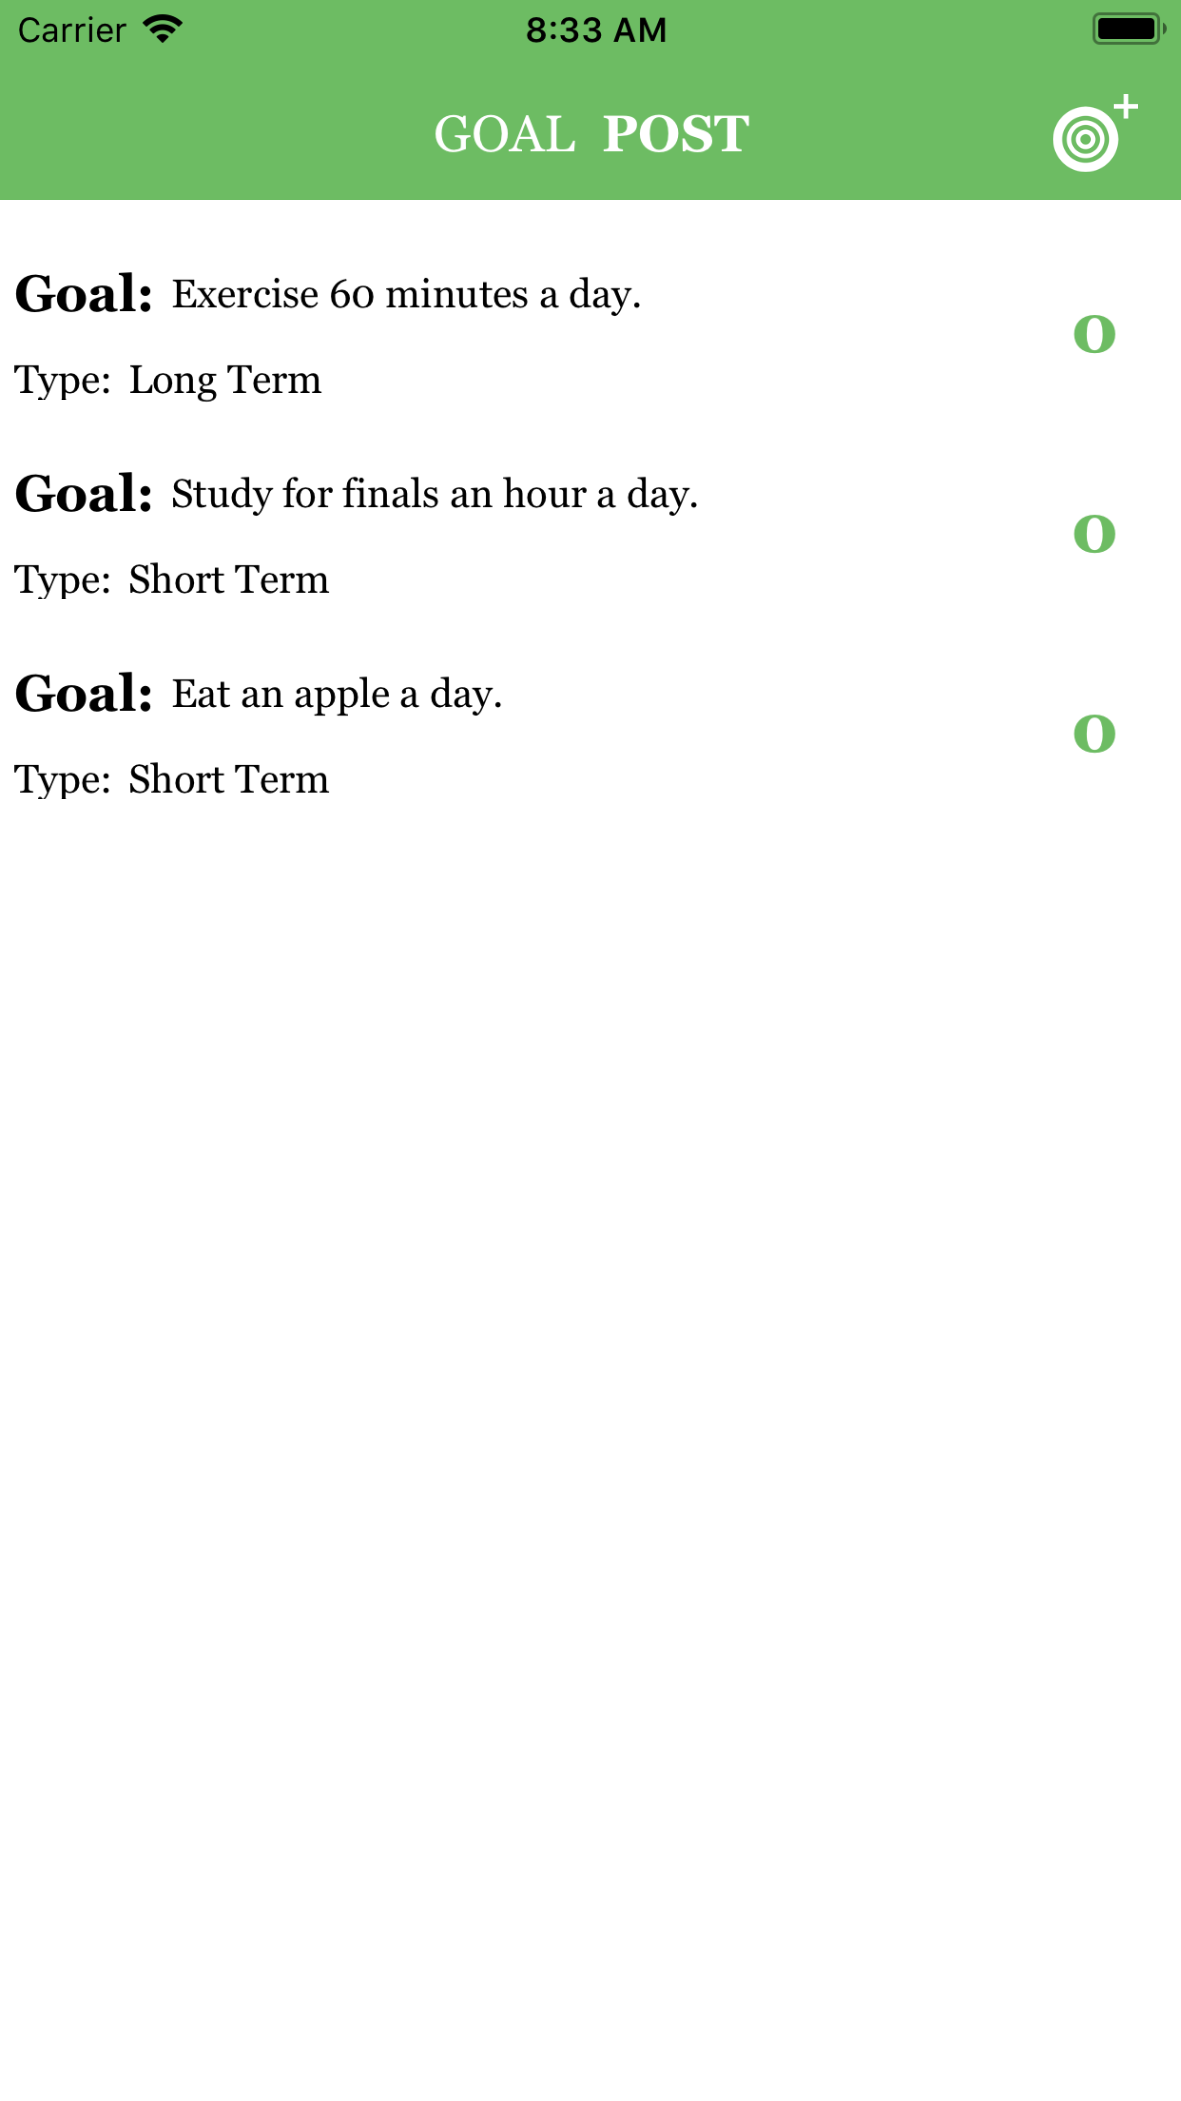 Carrier 8:33 AM
GOAL POST
Goal: Exercise 60 minutes a day.
0
Type: Long Term
Goal: Study for finals an hour a day.
0
Type: Short Term
Goal: Eat an apple a day.
0
Type: Short Term